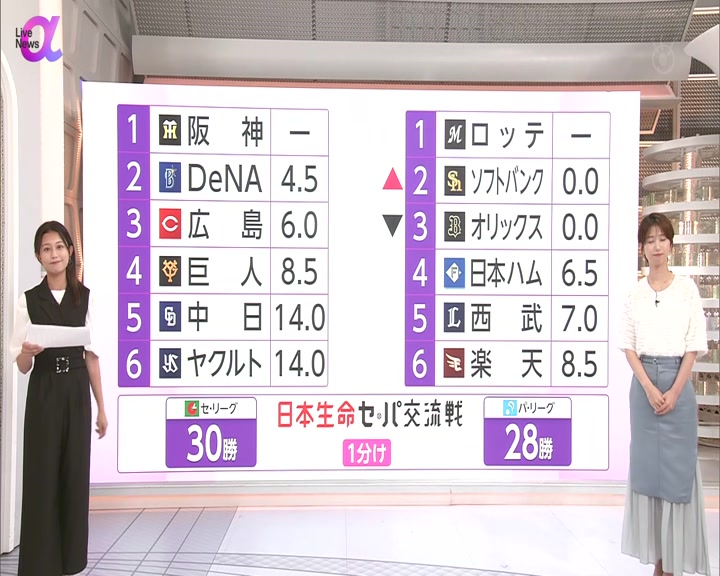 Live
News
α
1 阪神 ー
2 DeNA 4.5
3 広島 6.0
4 巨人 8.5
5 中日 14.0
6 ヤクルト 14.0
1 ロッテ ー
▲ 2 ソフトバンク 0.0
▼ 3 オリックス 0.0
4 日本ハム 6.5
5 西武 7.0
6 楽天 8.5
セ・リーグ
30勝
日本生命セ・パ交流戦
1分け
パ・リーグ
28勝